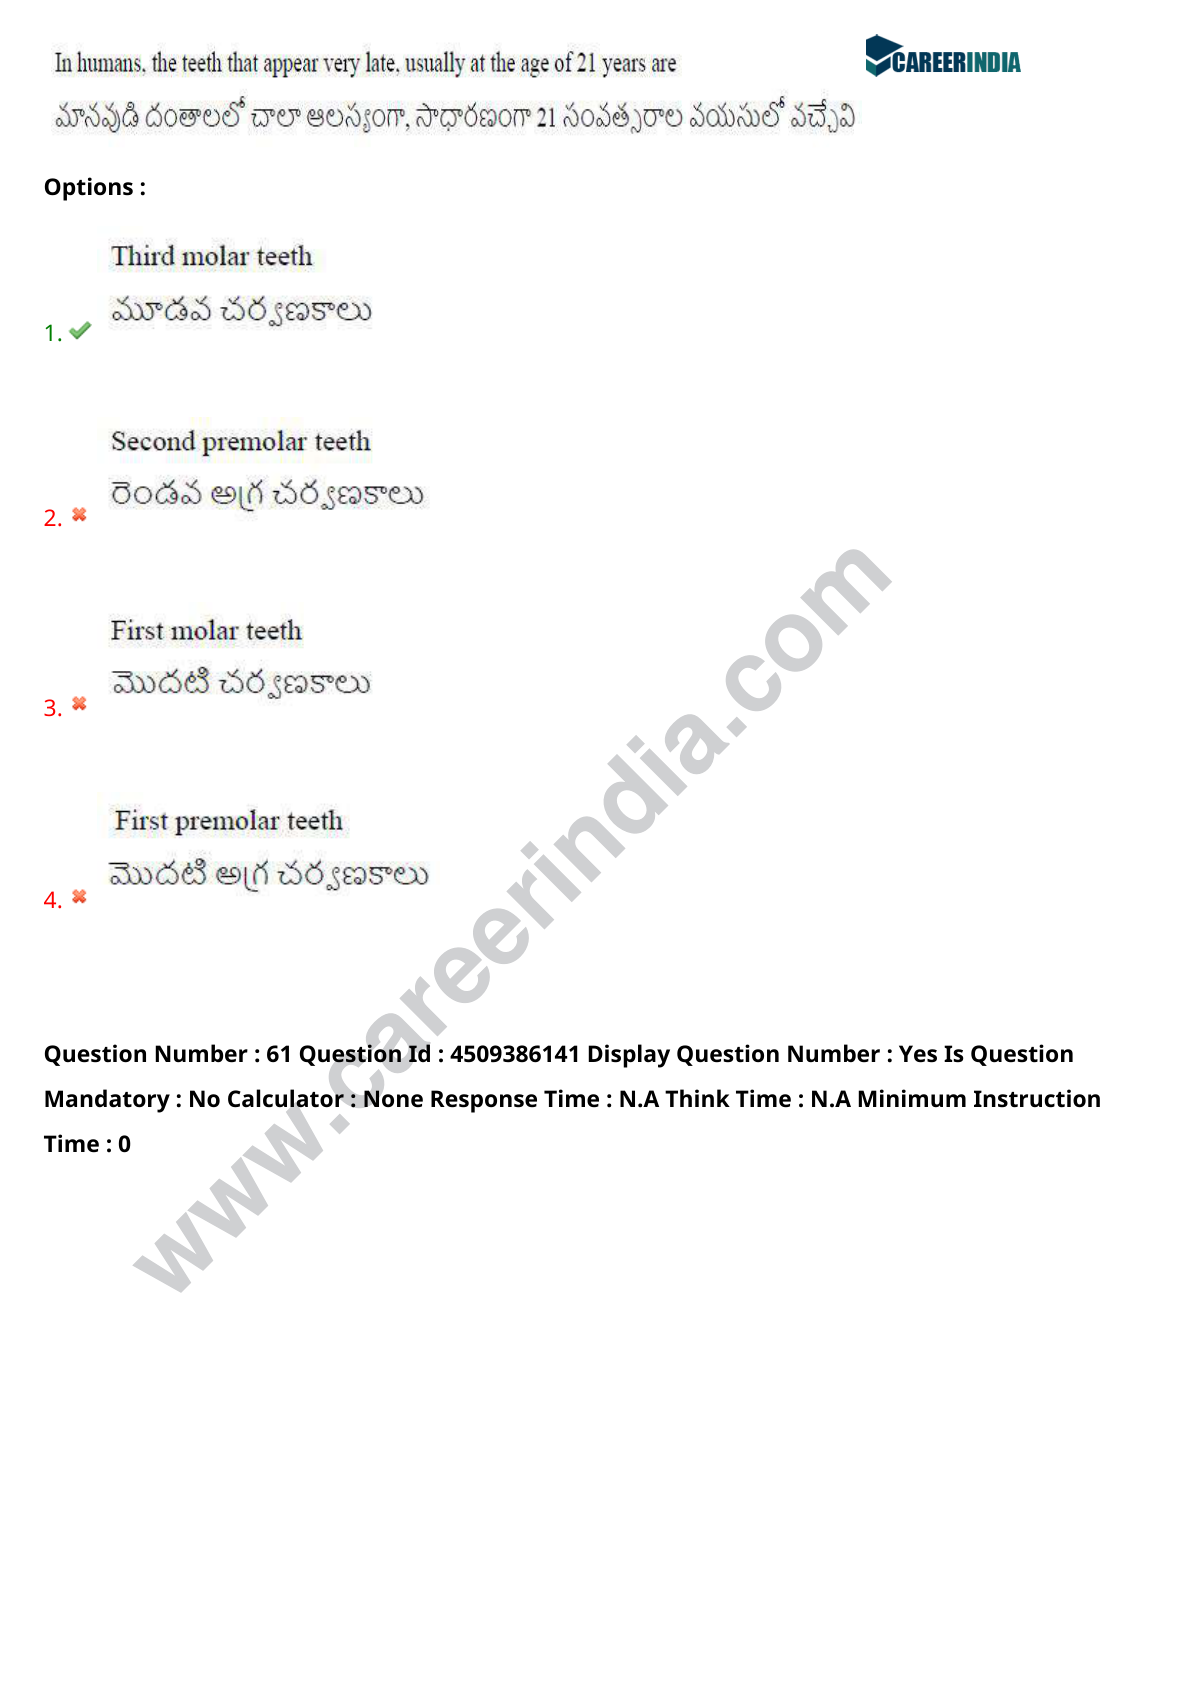 In humans, the teeth that appear very late, usually at the age of 21 years are
CAREERINDIA
మానవుడి దంతాలలో చాలా ఆలస్యంగా, సాధారణంగా 21 సంవత్సరాల వయసులో వచ్చేవి
Options :
Third molar teeth
మూడవ చర్వణకాలు
1.
Second premolar teeth
రెండవ అగ్ర చర్వణకాలు
2.
First molar teeth
మొదటి చర్వణకాలు
3.
First premolar teeth
మొదటి అగ్ర చర్వణకాలు
4.
www.careerindia.com
Question Number : 61 Question Id : 4509386141 Display Question Number : Yes Is Question
Mandatory : No Calculator : None Response Time : N.A Think Time : N.A Minimum Instruction
Time : 0